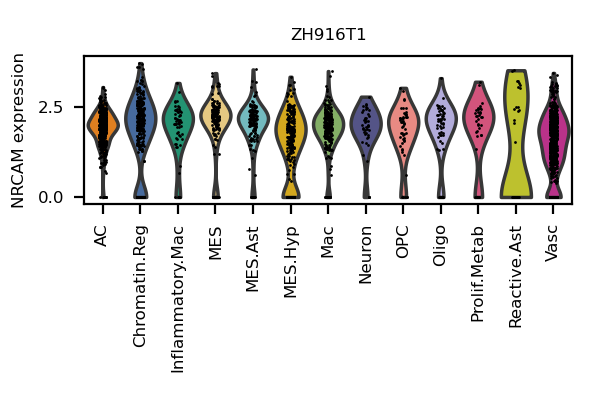 ZH916T1
NRCAM expression
2.5
0.0
AC
Chromatin.Reg
Inflammatory.Mac
MES
MES.Ast
MES.Hyp
Mac
Neuron
OPC
Oligo
Prolif.Metab
Reactive.Ast
Vasc